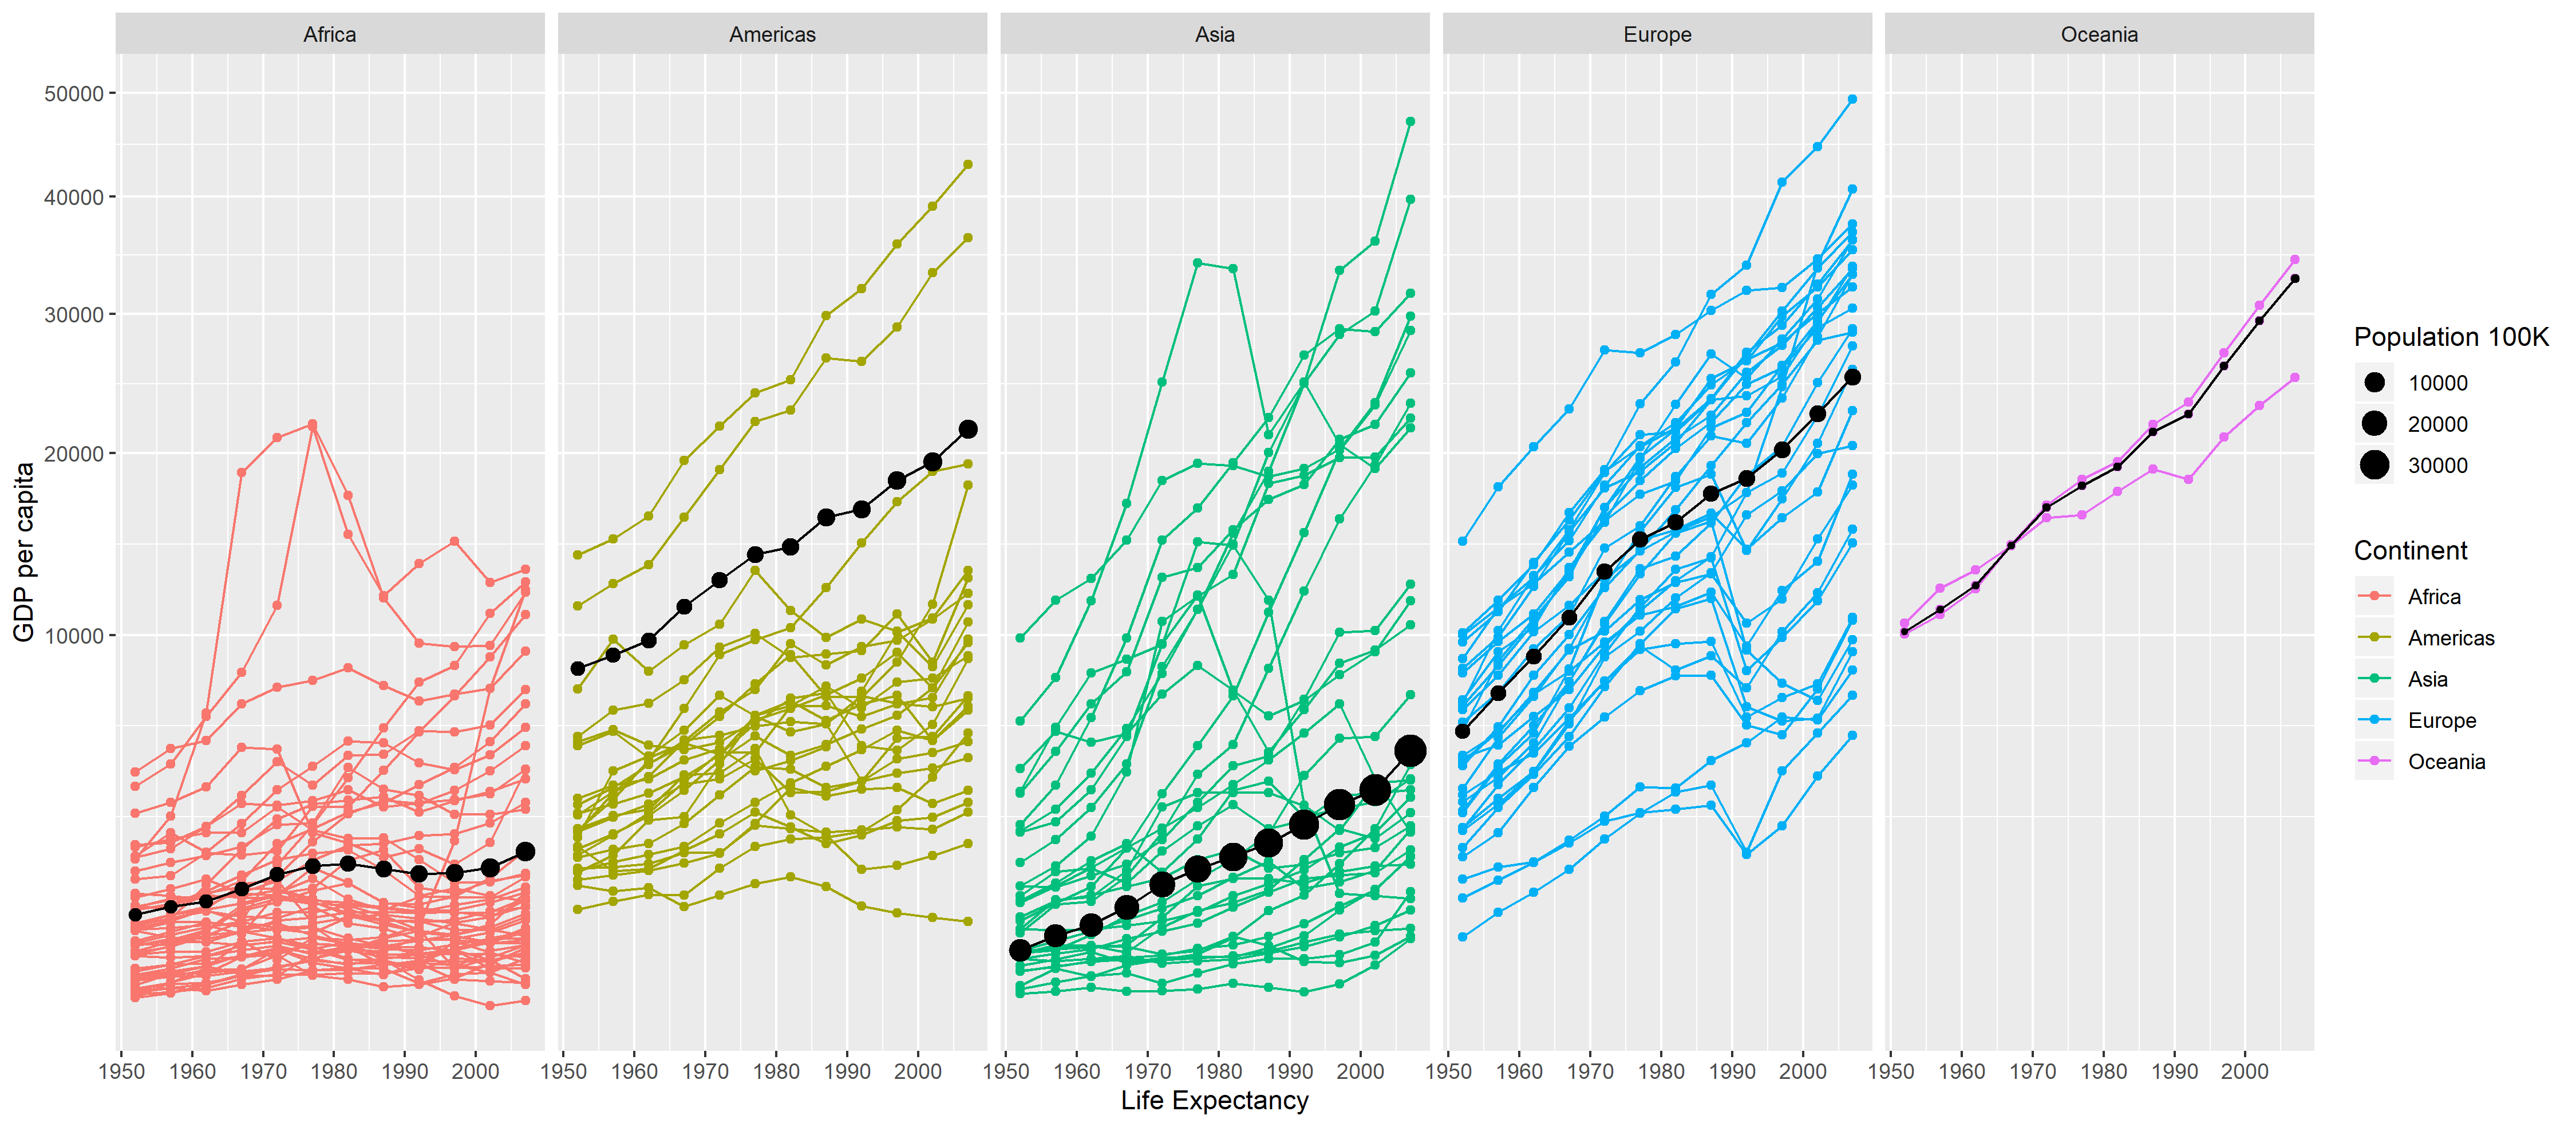 Africa Americas Asia Europe Oceania
50000
40000
30000
20000
10000
GDP per capita
1950 1960 1970 1980 1990 2000 1950 1960 1970 1980 1990 2000 1950 1960 1970 1980 1990 2000 1950 1960 1970 1980 1990 2000 1950 1960 1970 1980 1990 2000
Life Expectancy
Population 100K
10000
20000
30000
Continent
Africa
Americas
Asia
Europe
Oceania